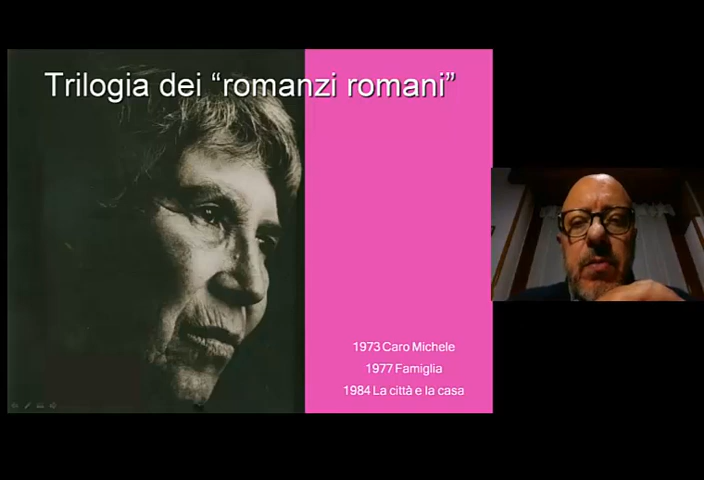 Trilogia dei “romanzi romani”
1973 Caro Michele
1977 Famiglia
1984 La città e la casa